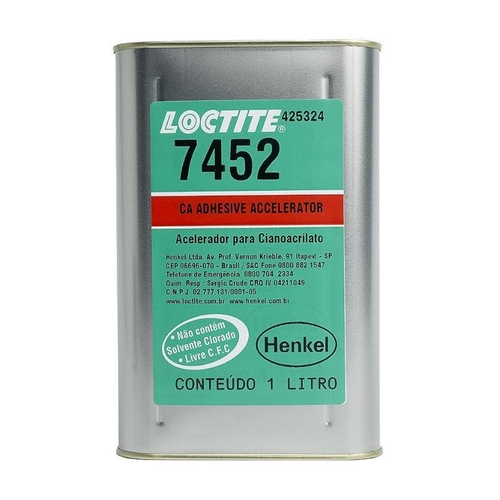 LOCTITE® 425324
7452
CA ADHESIVE ACCELERATOR
Acelerador para Cianoacrilato
Henkel Ltda. Av. Prof. Vernon Krieble, 91 Itapevi - SP
CEP 06696-070 - Brasil / SAC Fone 0800 882 1547
Telefone de Emergência: 0800 704 2334
Quim. Resp : Sergio Crude CRQ IV 04211049
C.N.P.J. 02.777.131/0001-05
www.loctite.com.br www.henkel.com.br
• Não contém
Solvente Clorado
• Livre C.F.C
Henkel
CONTEÚDO 1 LITRO